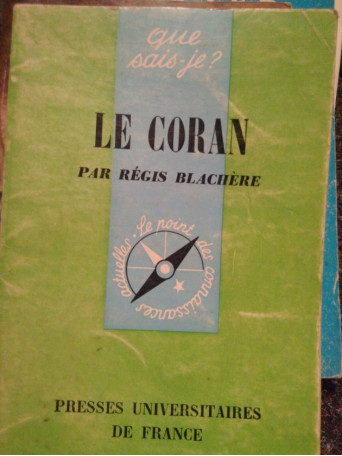 que
sais-je?
LE CORAN
PAR RÉGIS BLACHÈRE
Le point des connaissances actuelles
PRESSES UNIVERSITAIRES
DE FRANCE